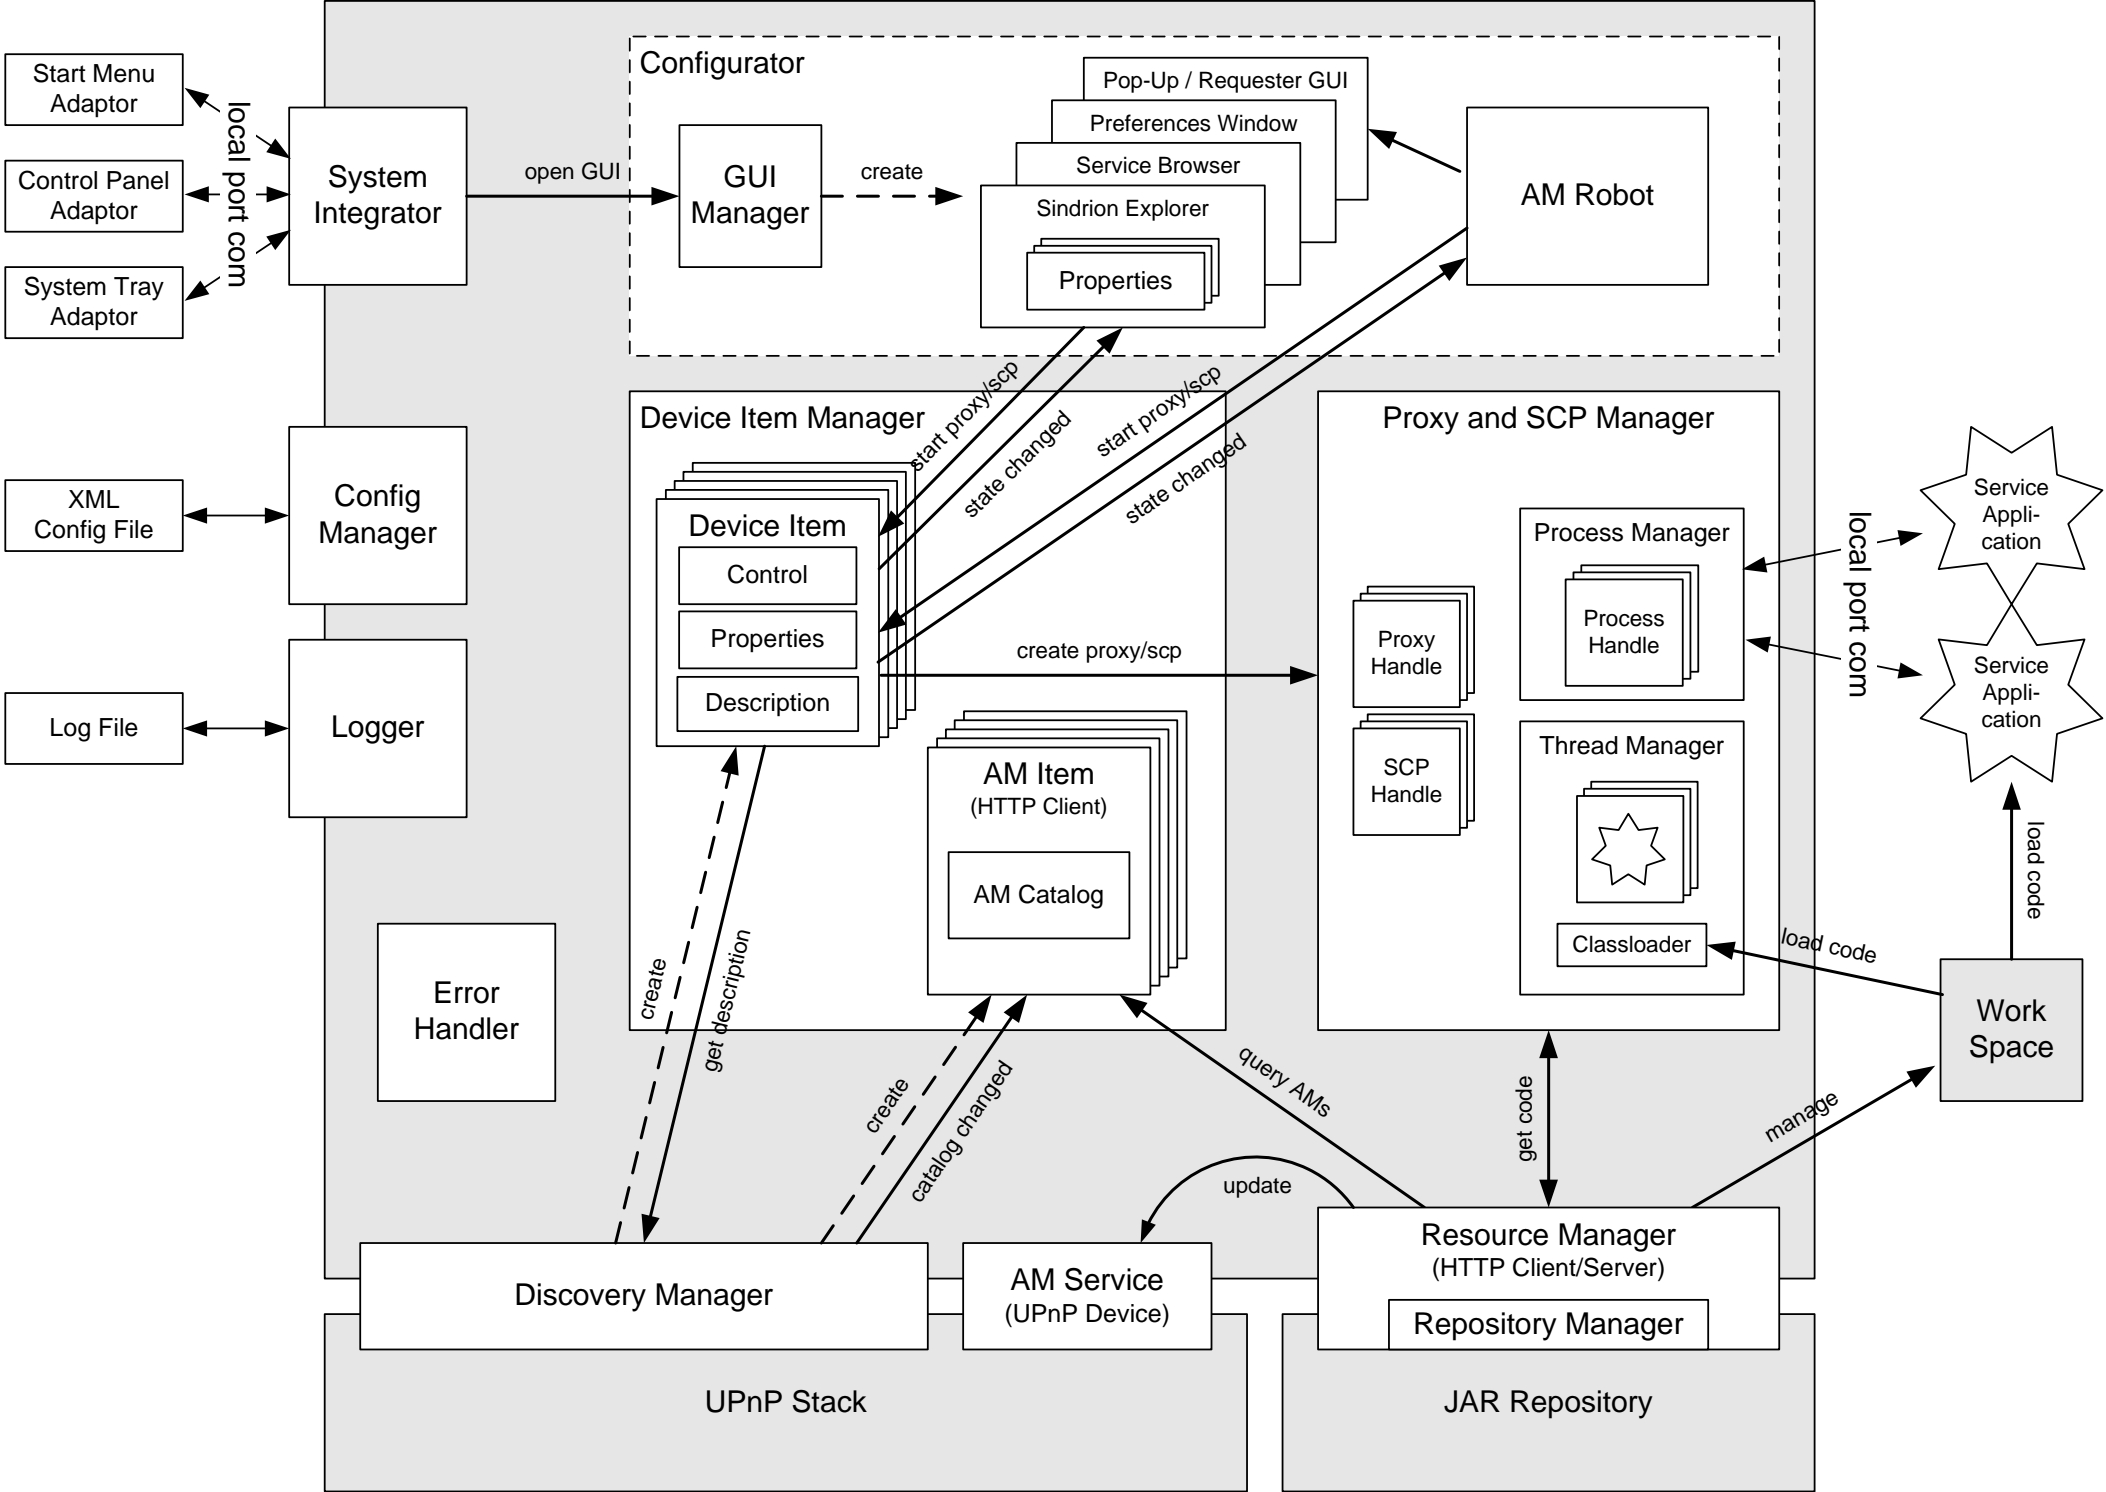 Configurator
Start Menu
Adaptor
Control Panel
Adaptor
System Tray
Adaptor
local port com
System
Integrator
open GUI
GUI
Manager
create
Pop-Up / Requester GUI
Preferences Window
Service Browser
Sindrion Explorer
Properties
AM Robot
start proxy/scp
state changed
start proxy/scp
state changed
XML
Config File
Config
Manager
Log File
Logger
Error
Handler
Device Item Manager
Device Item
Control
Properties
Description
create proxy/scp
AM Item
(HTTP Client)
AM Catalog
Proxy and SCP Manager
Proxy
Handle
SCP
Handle
Process Manager
Process
Handle
Thread Manager
Classloader
local port com
Service
Appli-
cation
Service
Appli-
cation
load code
load code
Work
Space
create
get description
create
catalog changed
query AMs
get code
manage
update
Discovery Manager
AM Service
(UPnP Device)
Resource Manager
(HTTP Client/Server)
Repository Manager
UPnP Stack
JAR Repository